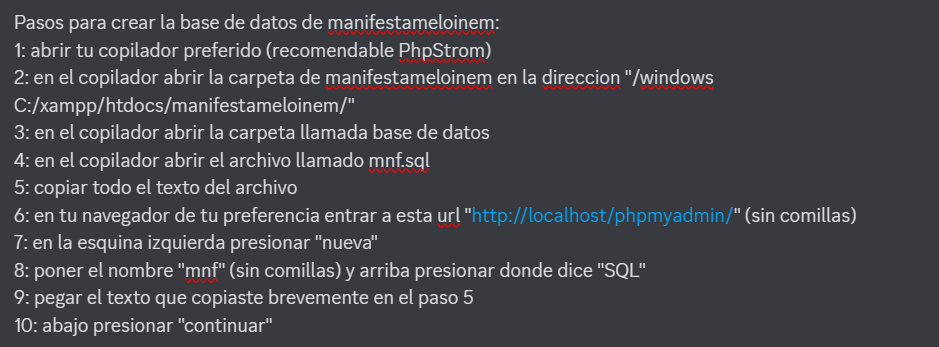 Pasos para crear la base de datos de manifestameloinem:
1: abrir tu copilador preferido (recomendable PhpStrom)
2: en el copilador abrir la carpeta de manifestameloinem en la direccion "/windows
C:/xampp/htdocs/manifestameloinem/"
3: en el copilador abrir la carpeta llamada base de datos
4: en el copilador abrir el archivo llamado mnf.sql
5: copiar todo el texto del archivo
6: en tu navegador de tu preferencia entrar a esta url "http://localhost/phpmyadmin/" (sin comillas)
7: en la esquina izquierda presionar "nueva"
8: poner el nombre "mnf" (sin comillas) y arriba presionar donde dice "SQL"
9: pegar el texto que copiaste brevemente en el paso 5
10: abajo presionar "continuar"